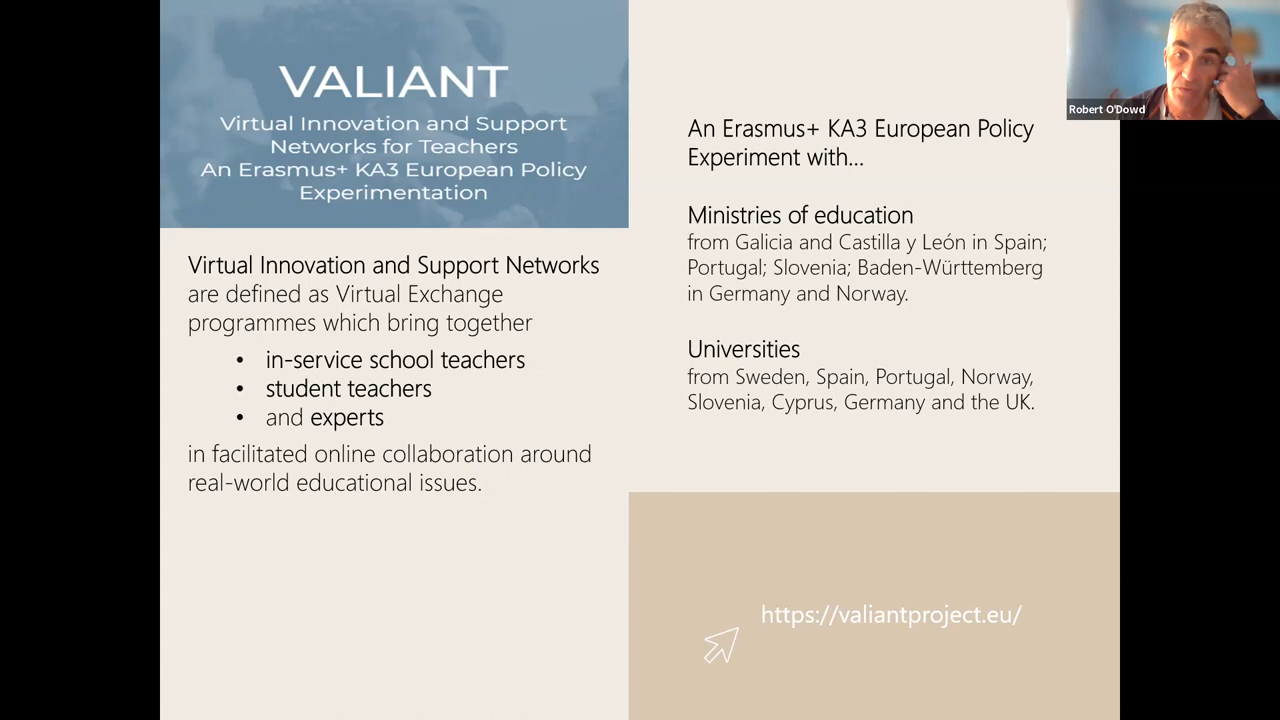 VALIANT
Virtual Innovation and Support
Networks for Teachers
An Erasmus+ KA3 European Policy
Experimentation
Virtual Innovation and Support Networks
are defined as Virtual Exchange
programmes which bring together
• in-service school teachers
• student teachers
• and experts
in facilitated online collaboration around
real-world educational issues.
An Erasmus+ KA3 European Policy
Experiment with...
Ministries of education
from Galicia and Castilla y León in Spain;
Portugal; Slovenia; Baden-Württemberg
in Germany and Norway.
Universities
from Sweden, Spain, Portugal, Norway,
Slovenia, Cyprus, Germany and the UK.
https://valiantproject.eu/
Robert O'Dowd